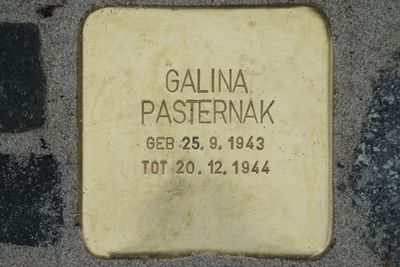 GALINA
PASTERNAK
GEB 25. 9. 1943
TOT 20. 12. 1944